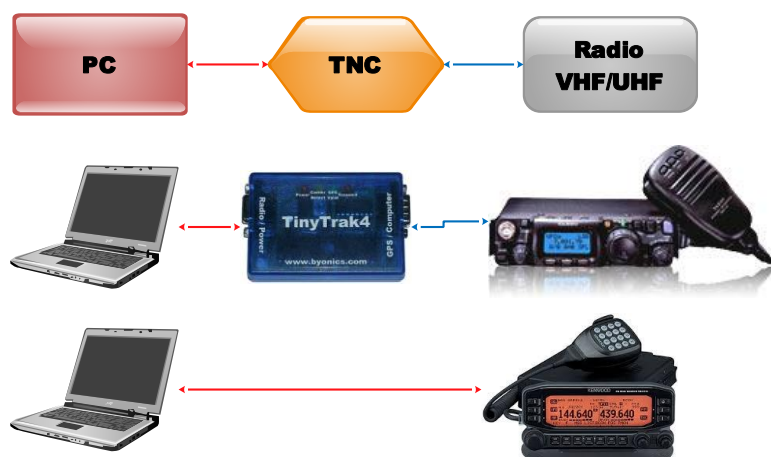 PC
TNC
Radio
VHF/UHF
Radio / Power
TinyTrak4
GPS / Computer
www.byonics.com
KENWOOD
144.640
439.640